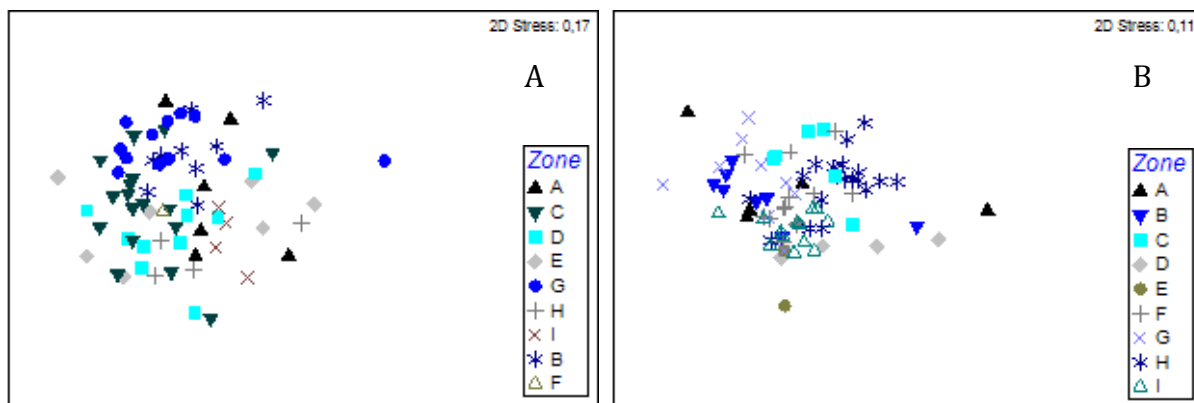 2D Stress: 0,17
A
Zone
A
C
D
E
G
H
I
B
F
2D Stress: 0,11
B
Zone
A
B
C
D
E
F
G
H
I